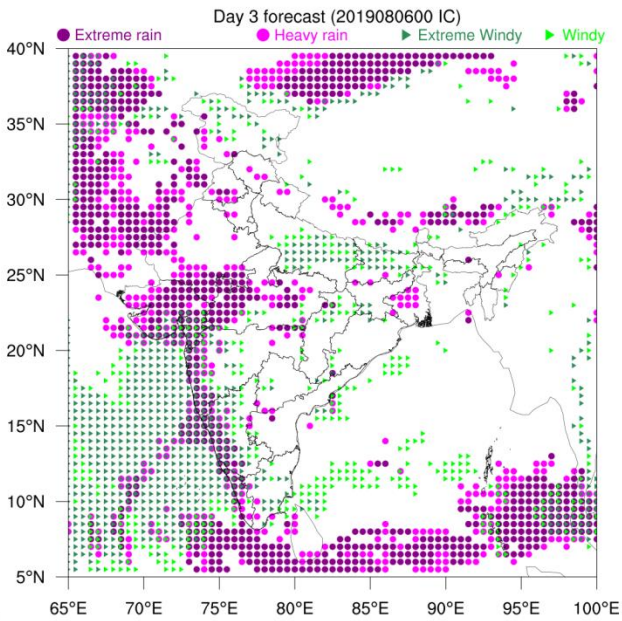 Day 3 forecast (2019080600 IC)
Extreme rain Heavy rain Extreme Windy Windy
40°N
35°N
30°N
25°N
20°N
15°N
10°N
5°N
65°E 70°E 75°E 80°E 85°E 90°E 95°E 100°E